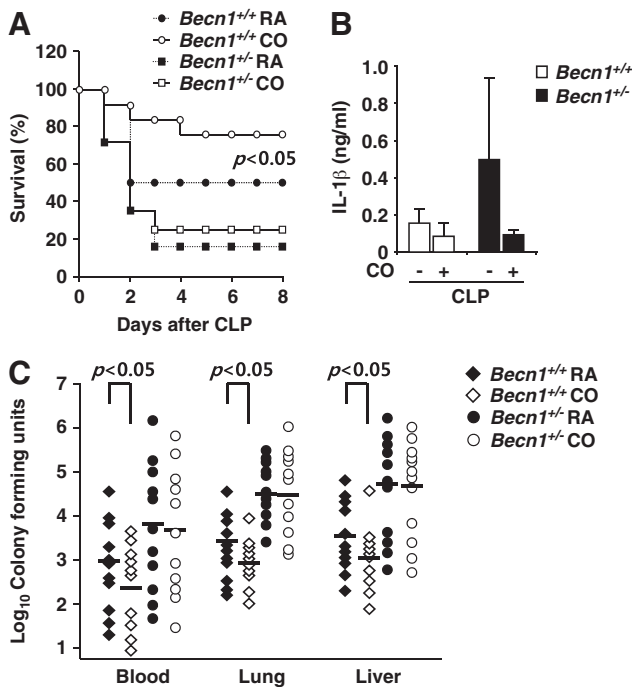 A
Becn1+/+ RA
Becn1+/+ CO
Becn1+/- RA
Becn1+/- CO
120
100
80
60
40
20
0
Survival (%)
p<0.05
0 2 4 6 8
Days after CLP
B
Becn1+/+
Becn1+/-
1.0
0.8
0.6
0.4
0.2
0
IL-1β (ng/ml)
CO - + - +
CLP
C
p<0.05 p<0.05 p<0.05
Becn1+/+ RA
Becn1+/+ CO
Becn1+/- RA
Becn1+/- CO
7
6
5
4
3
2
1
Log10 Colony forming units
Blood Lung Liver